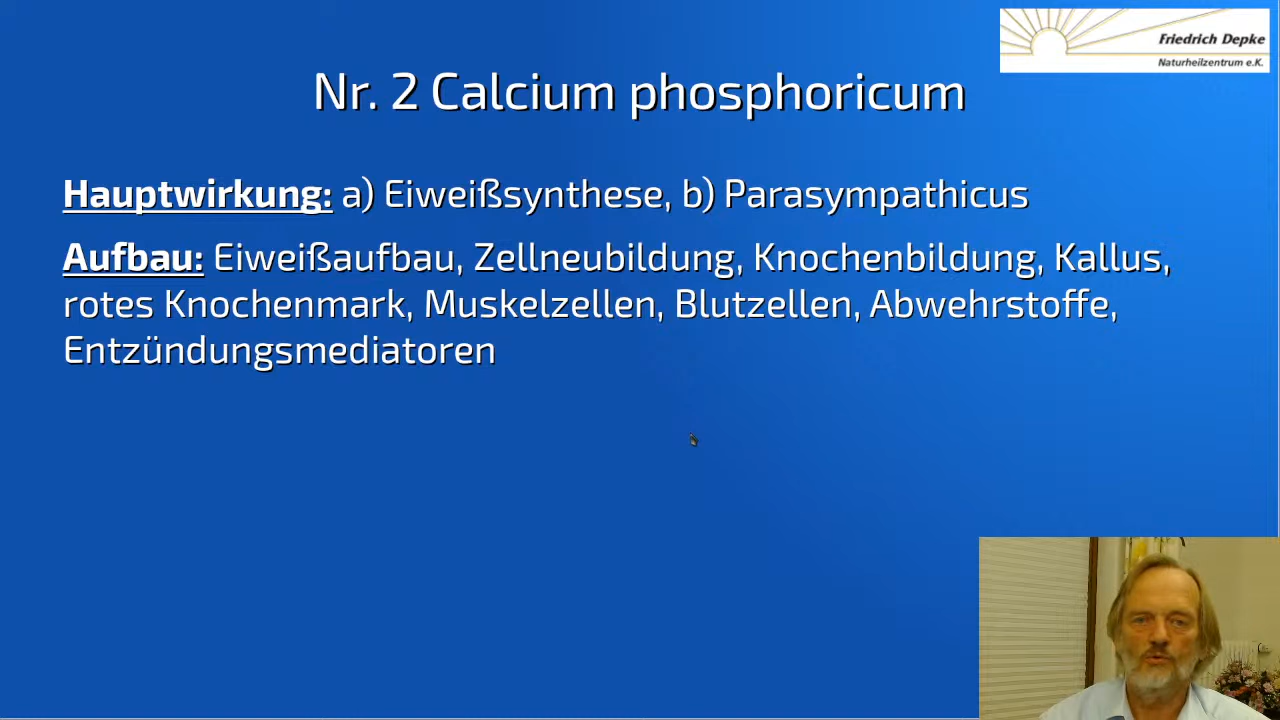 Friedrich Depke
Naturheilzentrum e.K.
Nr. 2 Calcium phosphoricum
Hauptwirkung: a) Eiweißsynthese, b) Parasympathicus
Aufbau: Eiweißaufbau, Zellneubildung, Knochenbildung, Kallus,
rotes Knochenmark, Muskelzellen, Blutzellen, Abwehrstoffe,
Entzündungsmediatoren